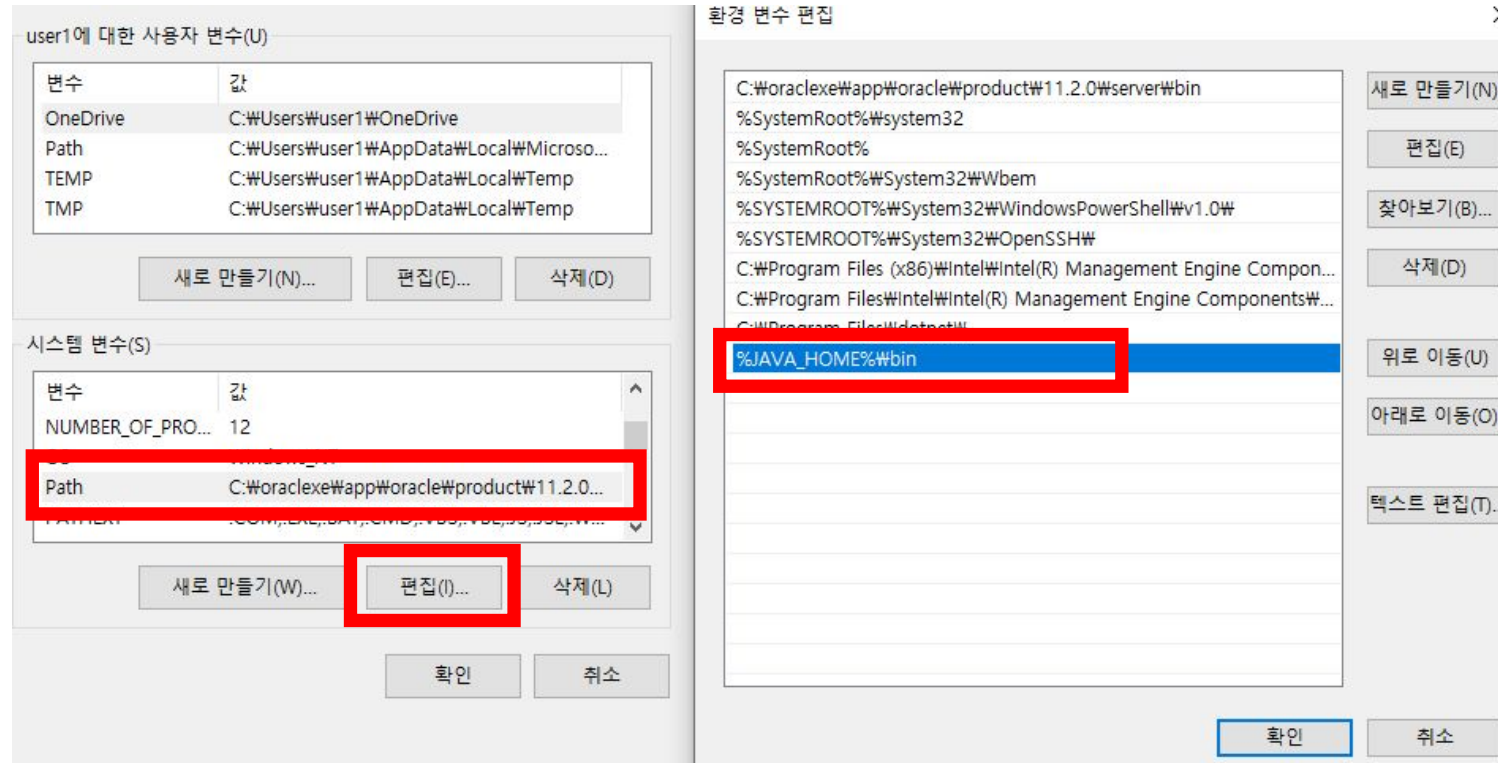 user1에 대한 사용자 변수(U)
변수 값
OneDrive C:₩Users₩user1₩OneDrive
Path C:₩Users₩user1₩AppData₩Local₩Microso...
TEMP C:₩Users₩user1₩AppData₩Local₩Temp
TMP C:₩Users₩user1₩AppData₩Local₩Temp
새로 만들기(N)... 편집(E)... 삭제(D)
시스템 변수(S)
변수 값
NUMBER_OF_PRO... 12
Path C:₩oraclexe₩app₩oracle₩product₩11.2.0...
새로 만들기(W)... 편집(I)... 삭제(L)
확인 취소
환경 변수 편집
C:₩oraclexe₩app₩oracle₩product₩11.2.0₩server₩bin
%SystemRoot%₩system32
%SystemRoot%
%SystemRoot%₩System32₩Wbem
%SYSTEMROOT%₩System32₩WindowsPowerShell₩v1.0₩
%SYSTEMROOT%₩System32₩OpenSSH₩
C:₩Program Files (x86)₩Intel₩Intel(R) Management Engine Compon...
C:₩Program Files₩Intel₩Intel(R) Management Engine Components₩...
C:₩Program Files₩dotnet₩
%JAVA_HOME%₩bin
새로 만들기(N)
편집(E)
찾아보기(B)...
삭제(D)
위로 이동(U)
아래로 이동(O)
텍스트 편집(T)..
확인 취소